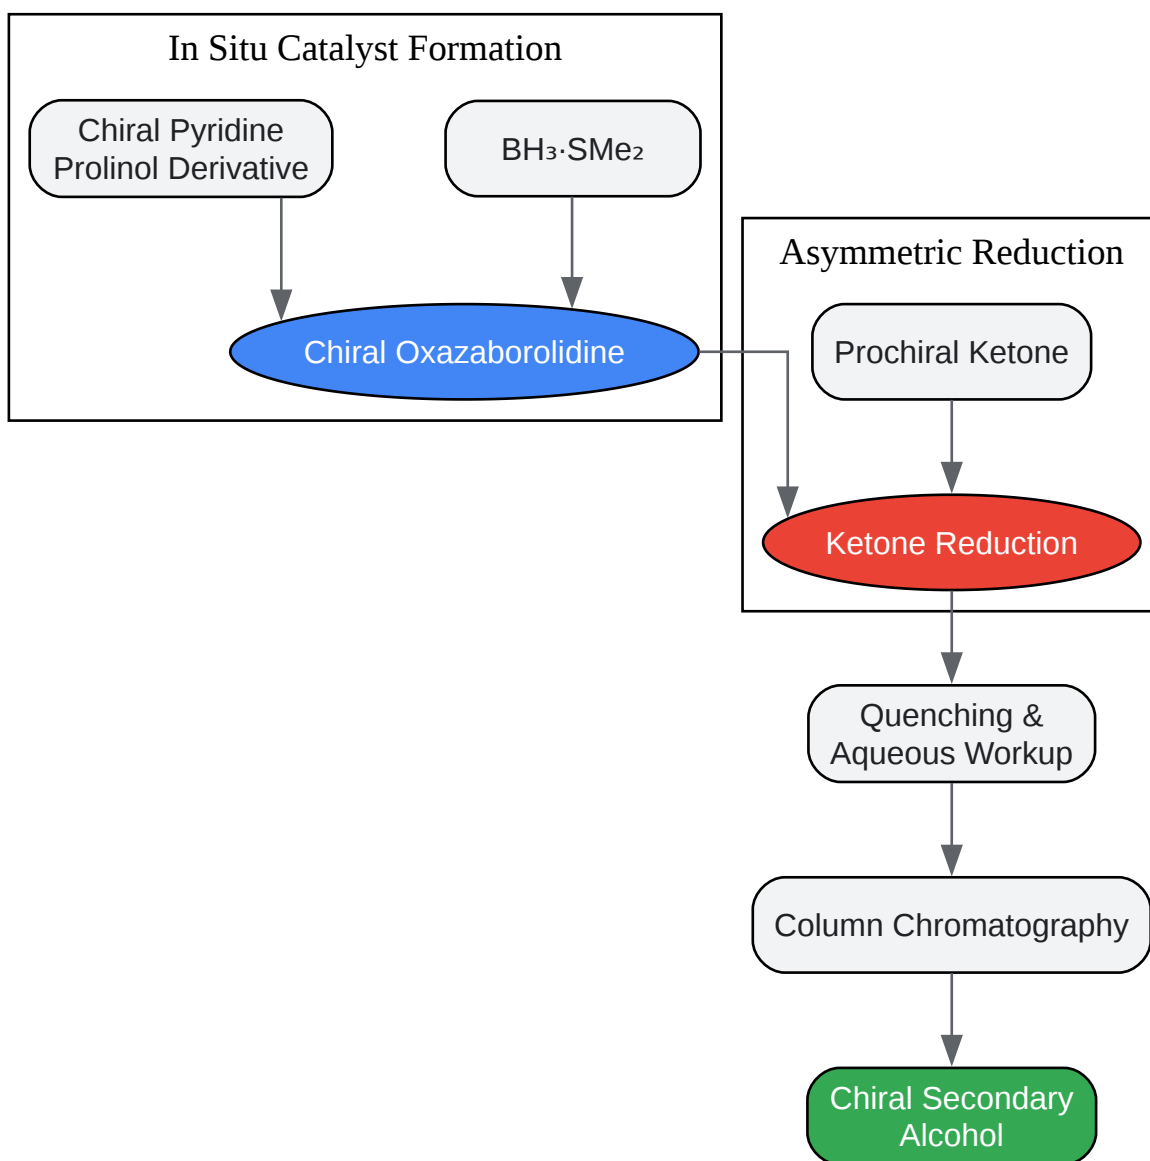 In Situ Catalyst Formation
Chiral Pyridine
Prolinol Derivative
BH₃·SMe₂
Chiral Oxazaborolidine
Asymmetric Reduction
Prochiral Ketone
Ketone Reduction
Quenching &
Aqueous Workup
Column Chromatography
Chiral Secondary
Alcohol